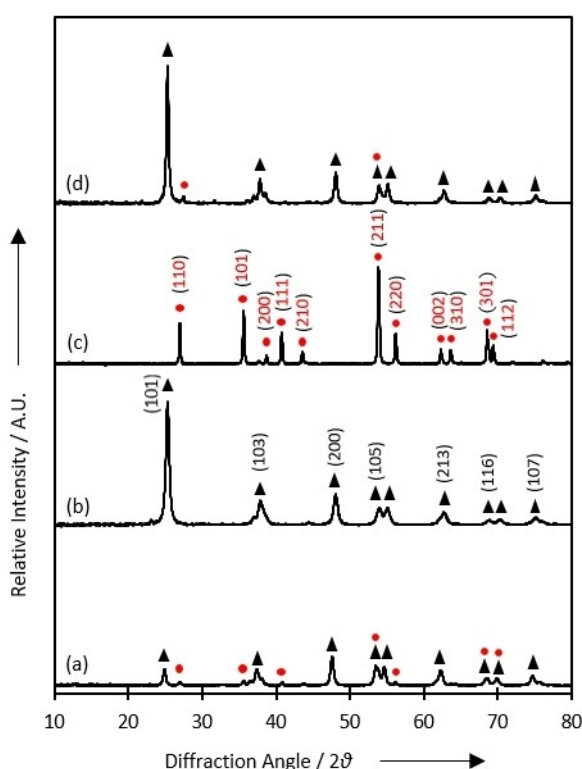 (d)
(110)
(101)
(200)
(111)
(210)
(211)
(220)
(002)
(310)
(301)
(112)
(c)
(101)
(103)
(200)
(105)
(213)
(116)
(107)
(b)
(a)
Relative Intensity / A.U.
10 20 30 40 50 60 70 80
Diffraction Angle / 2ϑ